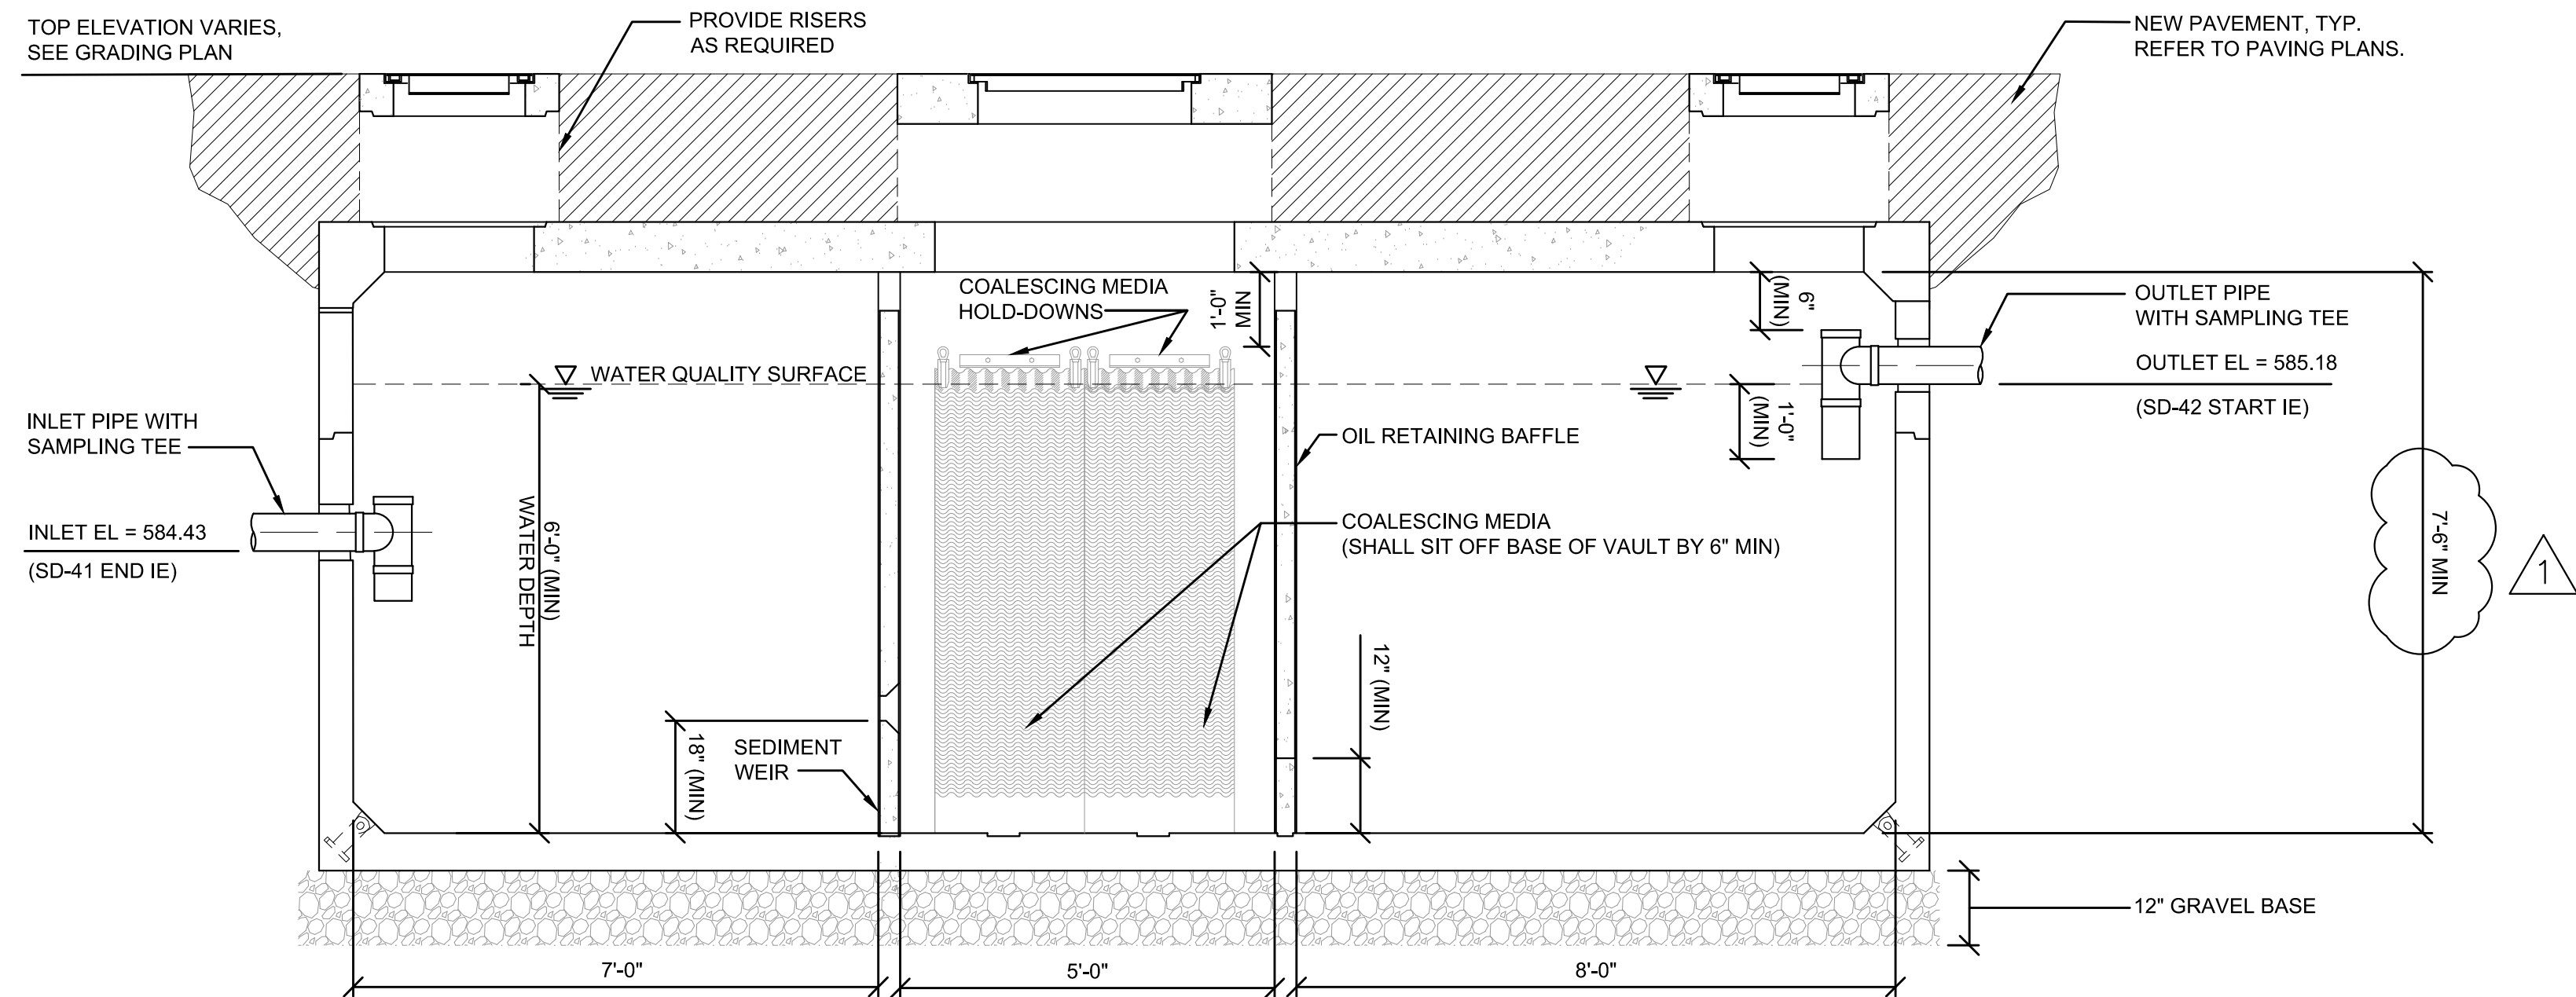 TOP ELEVATION VARIES,
SEE GRADING PLAN
PROVIDE RISERS
AS REQUIRED
NEW PAVEMENT, TYP.
REFER TO PAVING PLANS.
COALESCING MEDIA
HOLD-DOWNS
1'-0"
MIN
6"
(MIN)
OUTLET PIPE
WITH SAMPLING TEE
OUTLET EL = 585.18
(SD-42 START IE)
WATER QUALITY SURFACE
1'-0"
(MIN)
INLET PIPE WITH
SAMPLING TEE
INLET EL = 584.43
(SD-41 END IE)
6'-0" (MIN)
WATER DEPTH
OIL RETAINING BAFFLE
COALESCING MEDIA
(SHALL SIT OFF BASE OF VAULT BY 6" MIN)
7'-6" MIN
1
12" (MIN)
18" (MIN)
SEDIMENT
WEIR
12" GRAVEL BASE
7'-0"
5'-0"
8'-0"